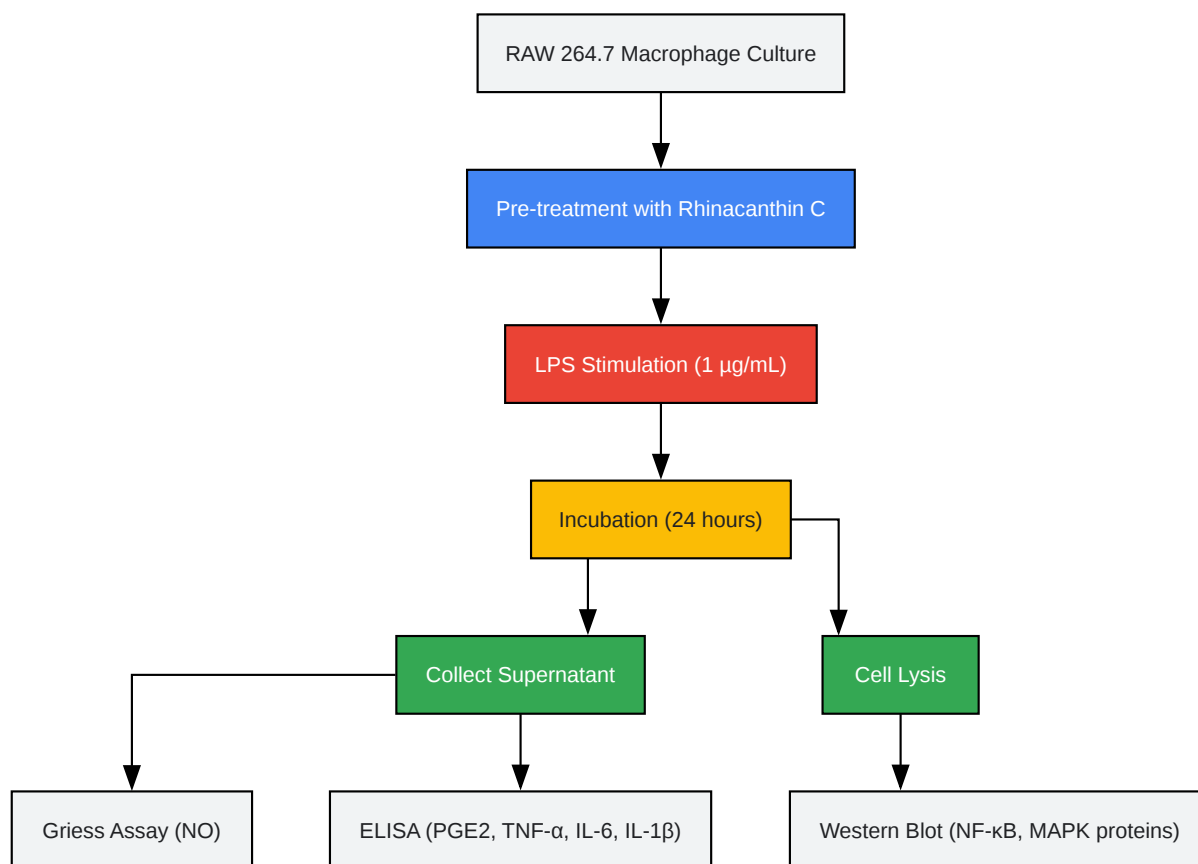 RAW 264.7 Macrophage Culture
Pre-treatment with Rhinacanthin C
LPS Stimulation (1 µg/mL)
Incubation (24 hours)
Collect Supernatant
Cell Lysis
Griess Assay (NO)
ELISA (PGE2, TNF-α, IL-6, IL-1β)
Western Blot (NF-κB, MAPK proteins)